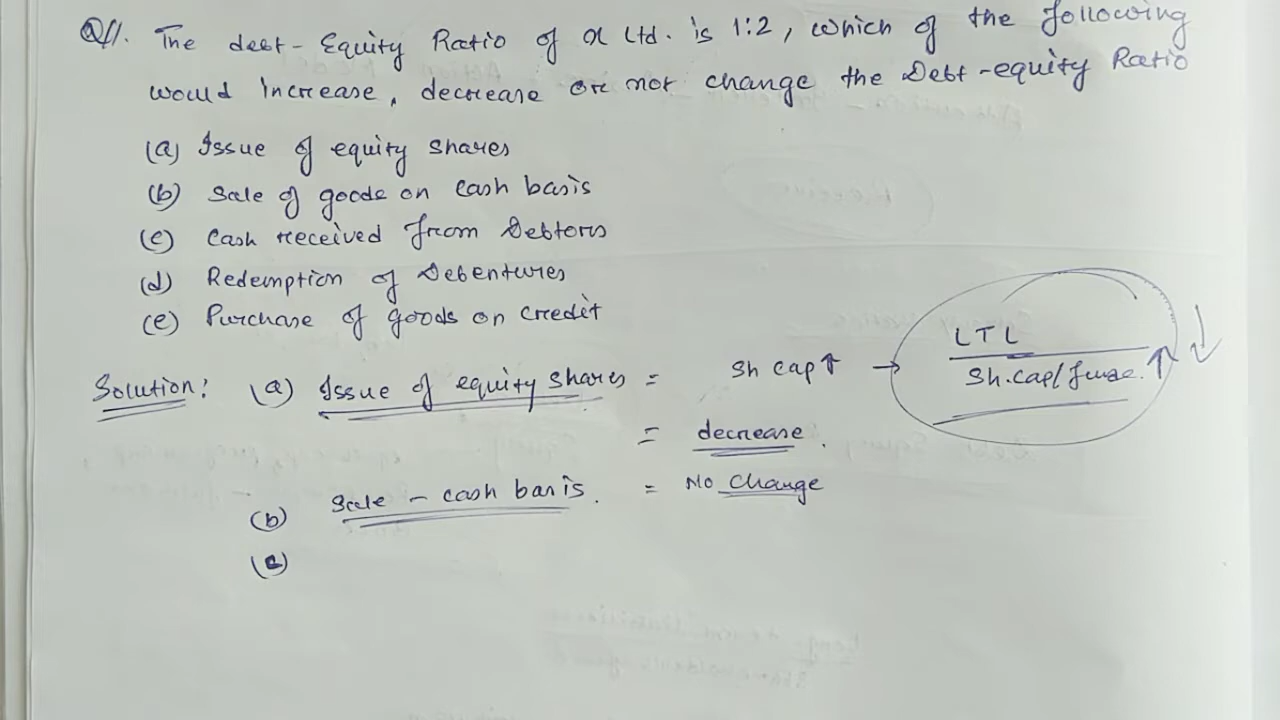 Q1. The debt - Equity Ratio of x Ltd. is 1:2, which of the following
would increase, decrease or not change the Debt-equity Ratio
(a) Issue of equity shares
(b) Sale of goods on cash basis
(c) Cash received from Debtors
(d) Redemption of Debentures
(e) Purchase of goods on credit
Solution: (a) Issue of equity shares = Sh cap ↑ →
LTL
Sh.cap/ ↑ ↓
= decrease.
(b) Sale - cash basis. = No change
(c)